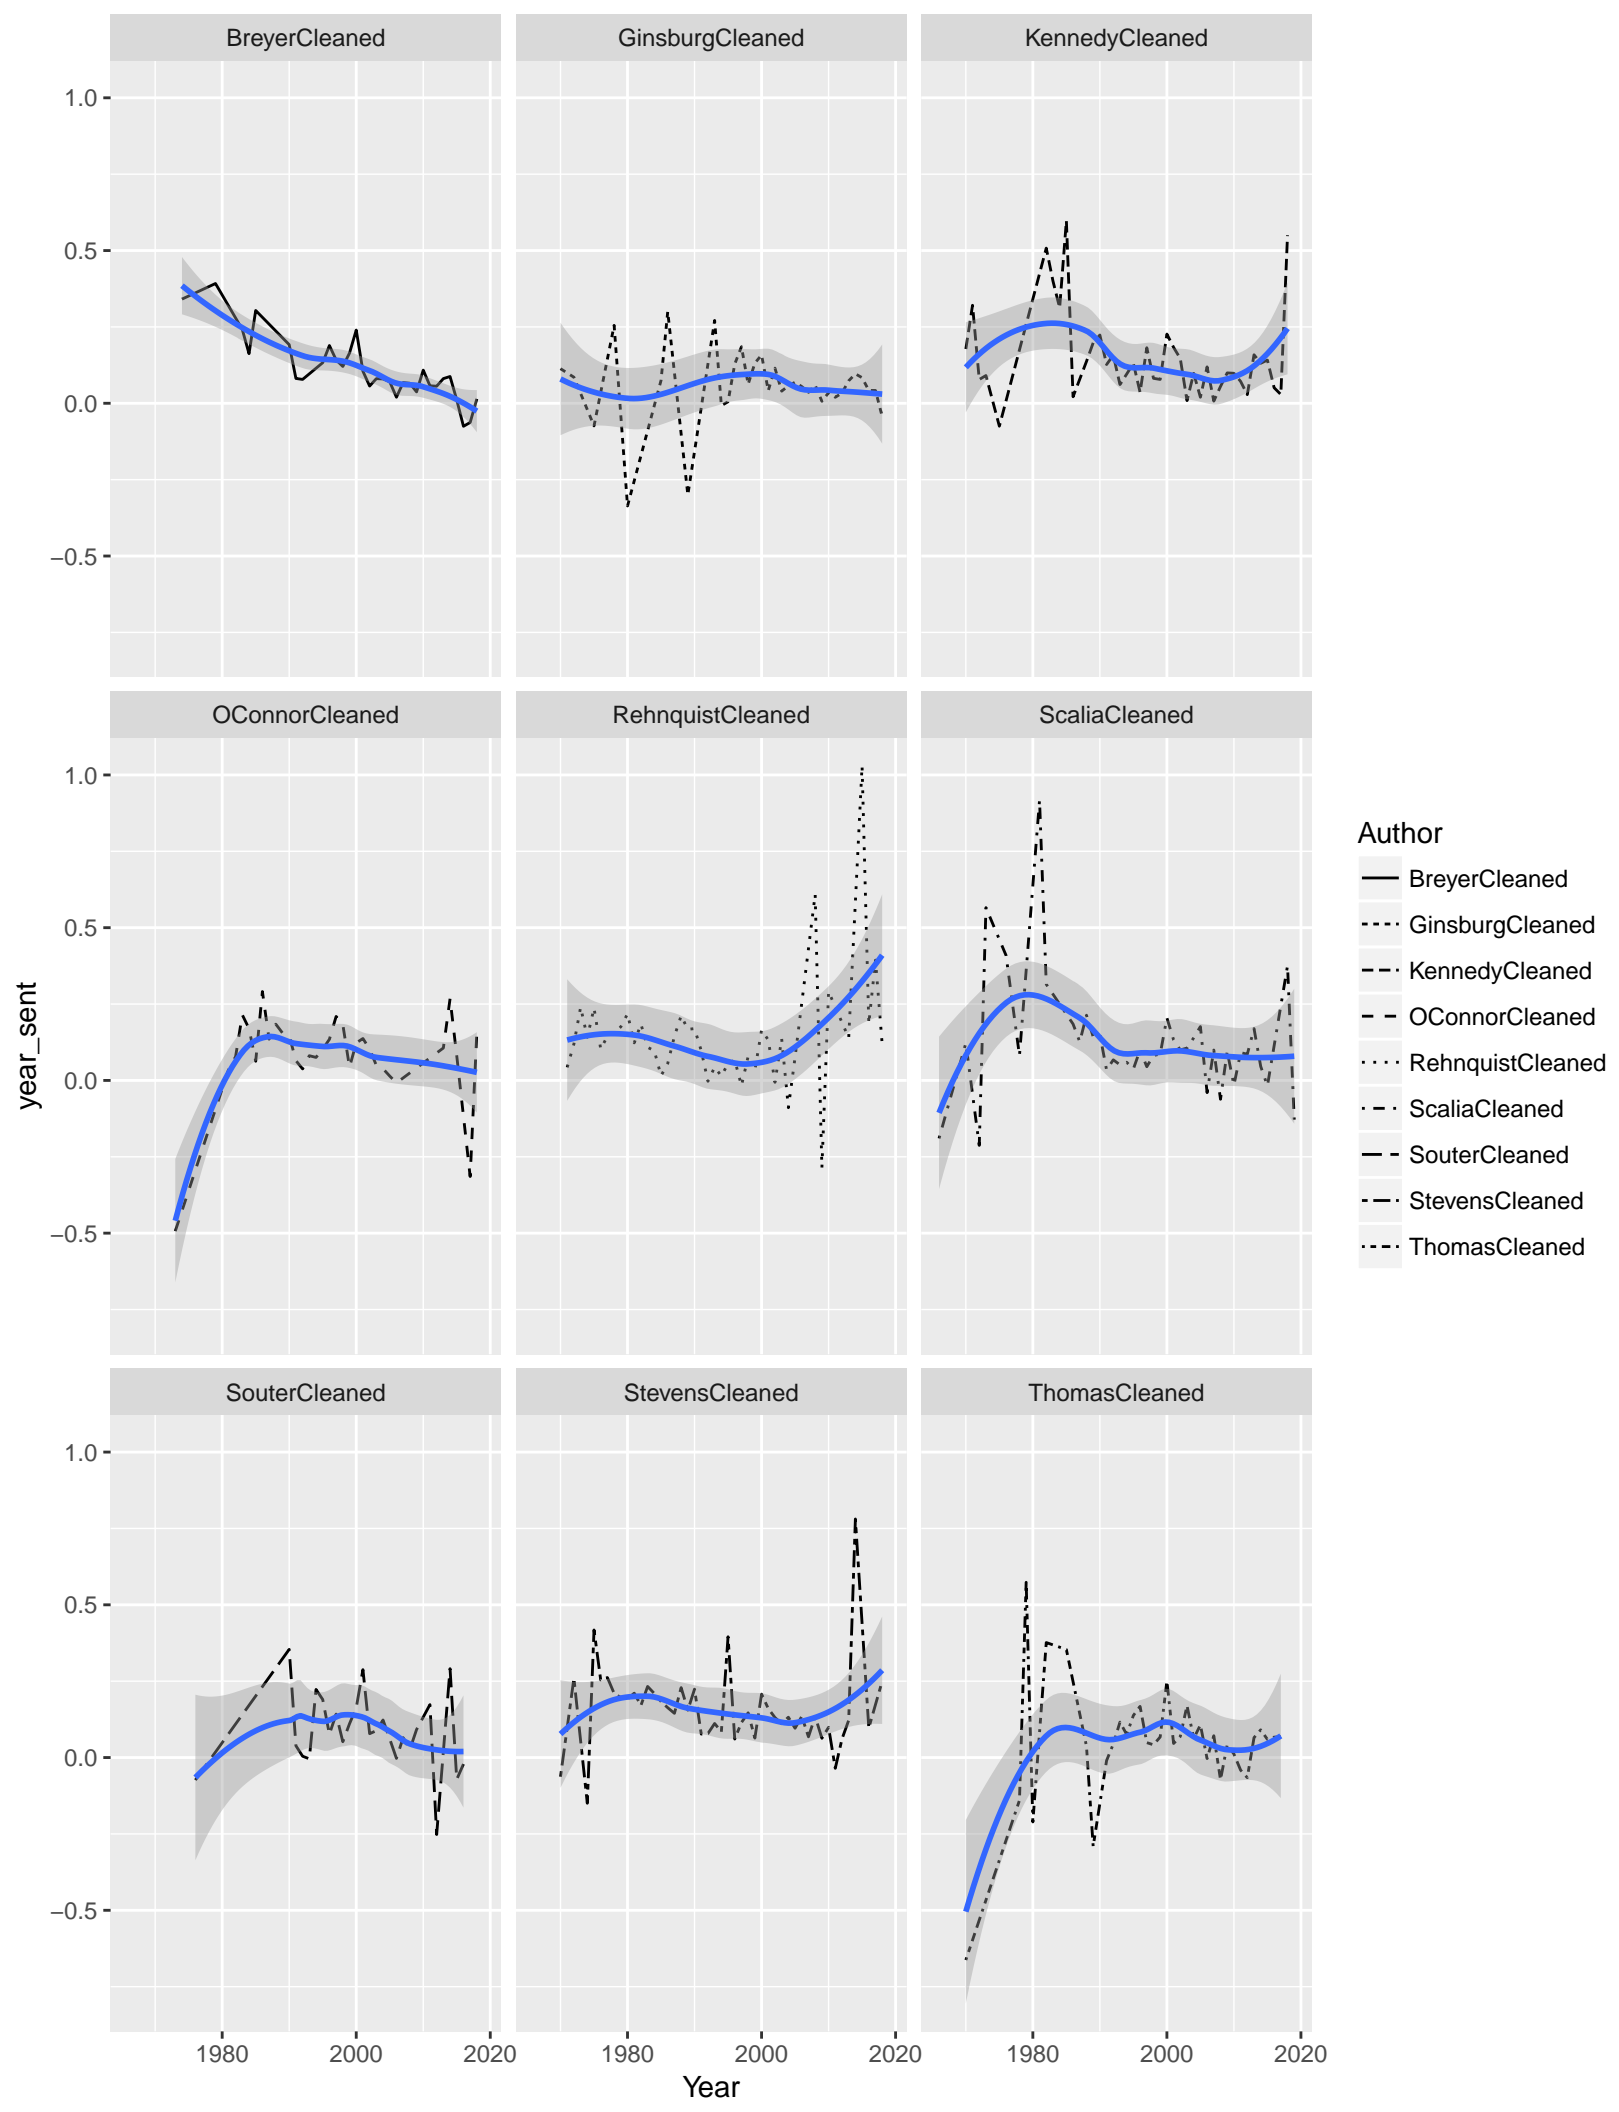 BreyerCleaned GinsburgCleaned KennedyCleaned
1.0
0.5
0.0
−0.5
OConnorCleaned RehnquistCleaned ScaliaCleaned
1.0
0.5
0.0
−0.5
year_sent
SouterCleaned StevensCleaned ThomasCleaned
1.0
0.5
0.0
−0.5
1980 2000 2020 1980 2000 2020 1980 2000 2020
Year
Author
BreyerCleaned
GinsburgCleaned
KennedyCleaned
OConnorCleaned
RehnquistCleaned
ScaliaCleaned
SouterCleaned
StevensCleaned
ThomasCleaned